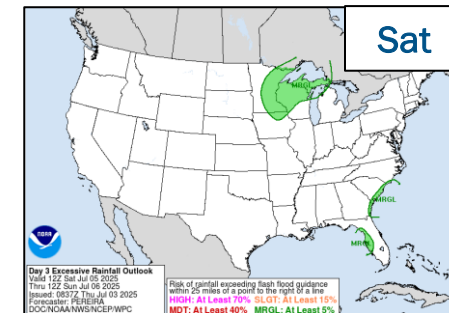 Sat
MRGL
MRGL
MRGL
NOAA
Day 3 Excessive Rainfall Outlook
Valid 12Z Sat Jul 05 2025
Thru 12Z Sun Jul 06 2025
Issued: 0837Z Thu Jul 03 2025
Forecaster: PEREIRA
DOC/NOAA/NWS/NCEP/WPC
Risk of rainfall exceeding flash flood guidance
within 25 miles of a point to the right of a line
HIGH: At Least 70% SLGT: At Least 15%
MDT: At Least 40% MRGL: At Least 5%